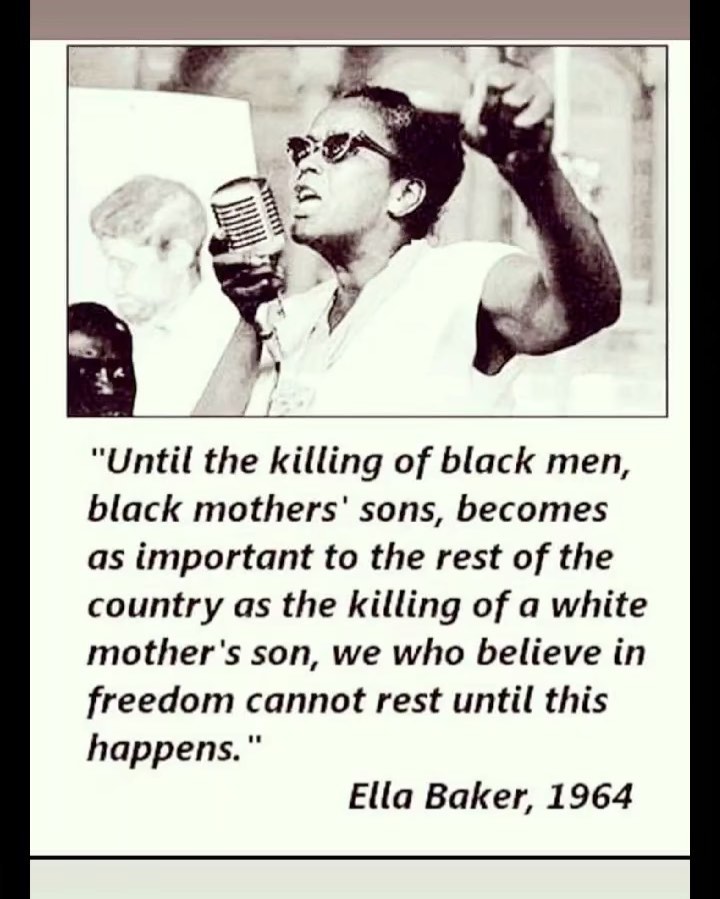 "Until the killing of black men,
black mothers' sons, becomes
as important to the rest of the
country as the killing of a white
mother's son, we who believe in
freedom cannot rest until this
happens."
Ella Baker, 1964